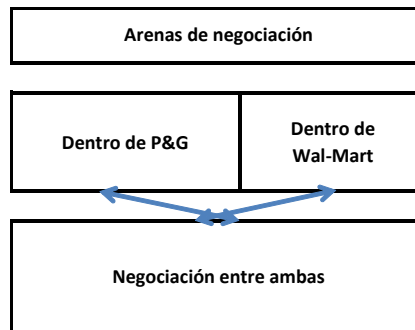 Arenas de negociación
Dentro de P&G
Dentro de
Wal-Mart
Negociación entre ambas